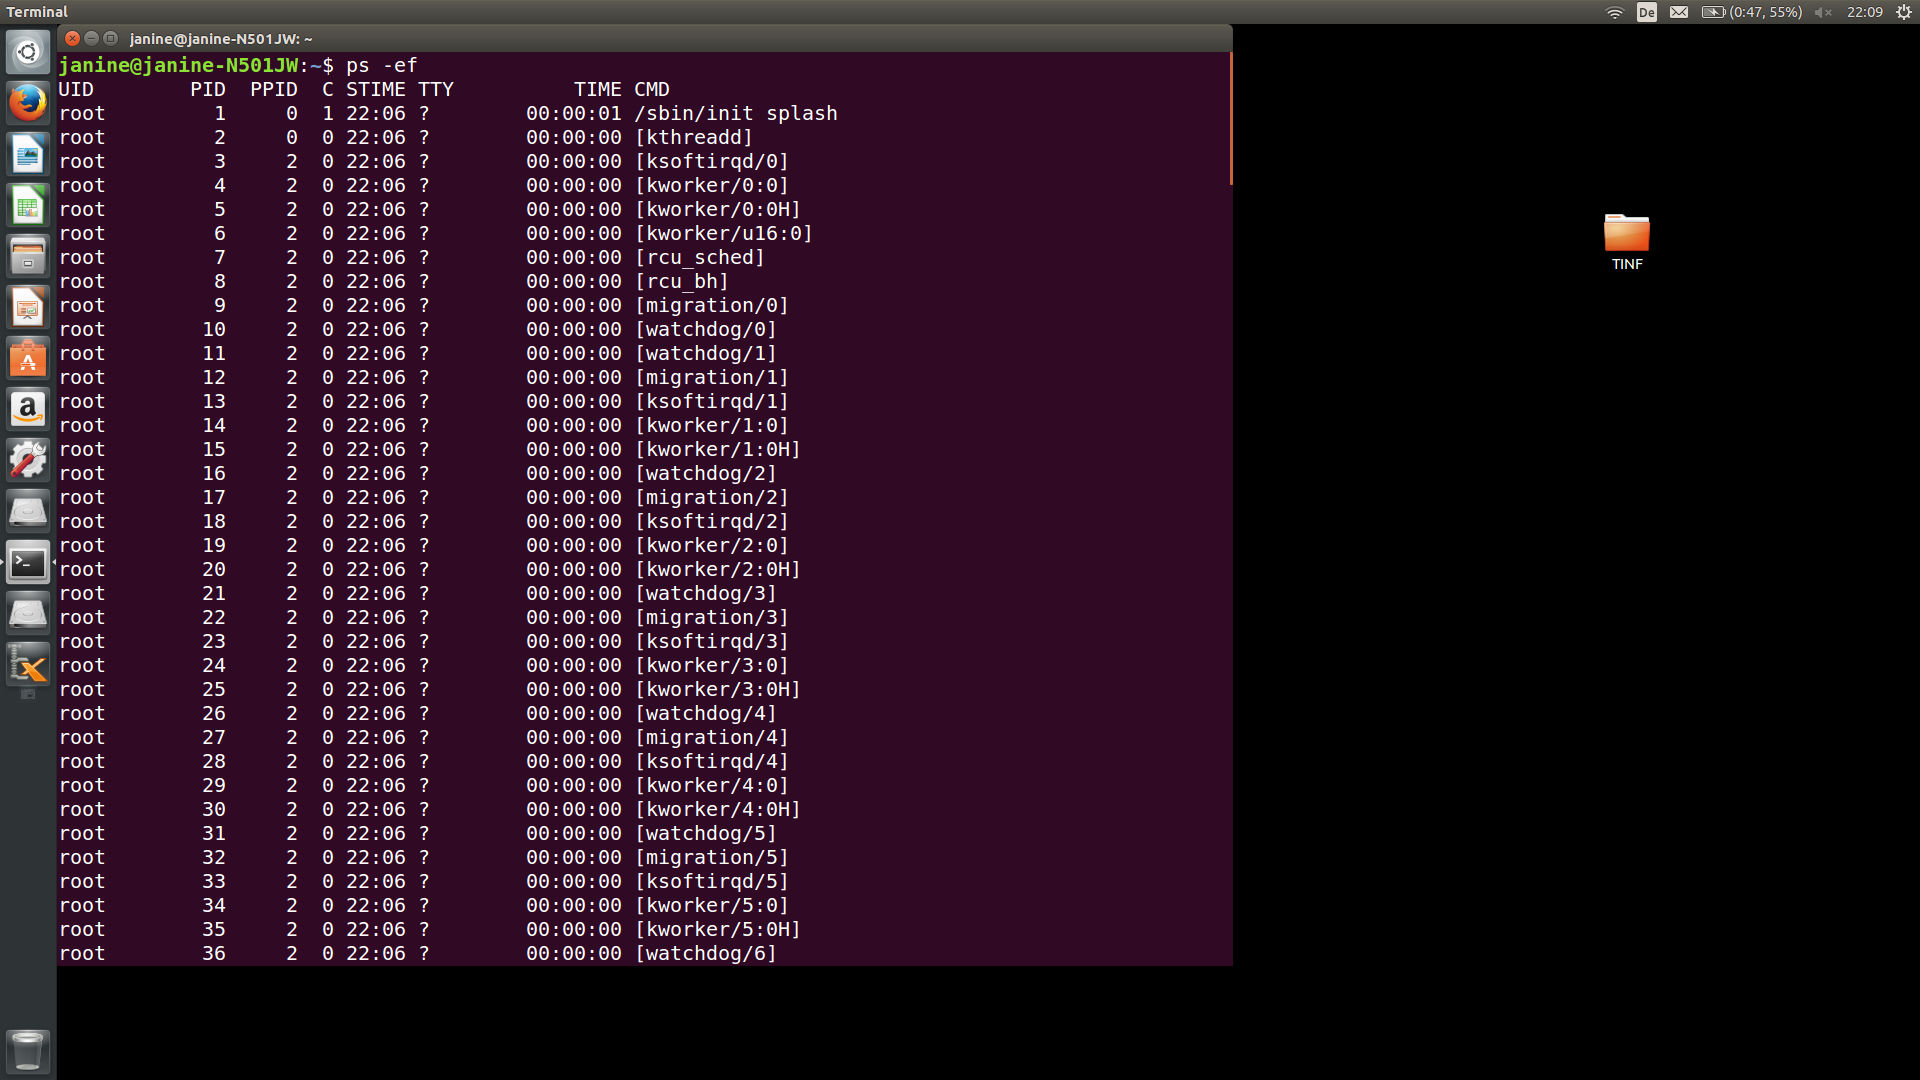 Terminal
De
(0:47, 55%)
22:09
janine@janine-N501JW: ~
janine@janine-N501JW:~$ ps -ef
UID        PID  PPID  C STIME TTY          TIME CMD
root         1     0  1 22:06 ?        00:00:01 /sbin/init splash
root         2     0  0 22:06 ?        00:00:00 [kthreadd]
root         3     2  0 22:06 ?        00:00:00 [ksoftirqd/0]
root         4     2  0 22:06 ?        00:00:00 [kworker/0:0]
root         5     2  0 22:06 ?        00:00:00 [kworker/0:0H]
root         6     2  0 22:06 ?        00:00:00 [kworker/u16:0]
root         7     2  0 22:06 ?        00:00:00 [rcu_sched]
root         8     2  0 22:06 ?        00:00:00 [rcu_bh]
root         9     2  0 22:06 ?        00:00:00 [migration/0]
root        10     2  0 22:06 ?        00:00:00 [watchdog/0]
root        11     2  0 22:06 ?        00:00:00 [watchdog/1]
root        12     2  0 22:06 ?        00:00:00 [migration/1]
root        13     2  0 22:06 ?        00:00:00 [ksoftirqd/1]
root        14     2  0 22:06 ?        00:00:00 [kworker/1:0]
root        15     2  0 22:06 ?        00:00:00 [kworker/1:0H]
root        16     2  0 22:06 ?        00:00:00 [watchdog/2]
root        17     2  0 22:06 ?        00:00:00 [migration/2]
root        18     2  0 22:06 ?        00:00:00 [ksoftirqd/2]
root        19     2  0 22:06 ?        00:00:00 [kworker/2:0]
root        20     2  0 22:06 ?        00:00:00 [kworker/2:0H]
root        21     2  0 22:06 ?        00:00:00 [watchdog/3]
root        22     2  0 22:06 ?        00:00:00 [migration/3]
root        23     2  0 22:06 ?        00:00:00 [ksoftirqd/3]
root        24     2  0 22:06 ?        00:00:00 [kworker/3:0]
root        25     2  0 22:06 ?        00:00:00 [kworker/3:0H]
root        26     2  0 22:06 ?        00:00:00 [watchdog/4]
root        27     2  0 22:06 ?        00:00:00 [migration/4]
root        28     2  0 22:06 ?        00:00:00 [ksoftirqd/4]
root        29     2  0 22:06 ?        00:00:00 [kworker/4:0]
root        30     2  0 22:06 ?        00:00:00 [kworker/4:0H]
root        31     2  0 22:06 ?        00:00:00 [watchdog/5]
root        32     2  0 22:06 ?        00:00:00 [migration/5]
root        33     2  0 22:06 ?        00:00:00 [ksoftirqd/5]
root        34     2  0 22:06 ?        00:00:00 [kworker/5:0]
root        35     2  0 22:06 ?        00:00:00 [kworker/5:0H]
root        36     2  0 22:06 ?        00:00:00 [watchdog/6]
TINF